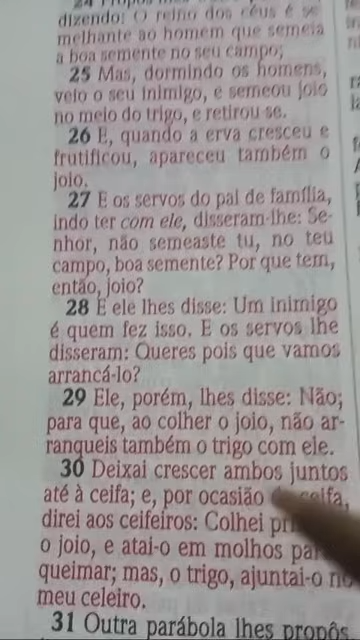 dizendo: O reino dos céus é se-
melhante ao homem que semeia
a boa semente no seu campo;
25 Mas, dormindo os homens,
veio o seu inimigo, e semeou joio
no meio do trigo, e retirou-se.
26 E, quando a erva cresceu e
frutificou, apareceu também o
joio.
27 E os servos do pai de família,
indo ter com ele, disseram-lhe: Se-
nhor, não semeaste tu, no teu
campo, boa semente? Por que tem,
então, joio?
28 E ele lhes disse: Um inimigo
é quem fez isso. E os servos lhe
disseram: Queres pois que vamos
arrancá-lo?
29 Ele, porém, lhes disse: Não;
para que, ao colher o joio, não ar-
ranqueis também o trigo com ele.
30 Deixai crescer ambos juntos
até à ceifa; e, por ocasião ceifa,
direi aos ceifeiros: Colhei
o joio, e atai-o em molhos
queimar; mas, o trigo, ajuntai-o no
meu celeiro.
31 Outra parábola lhes propôs